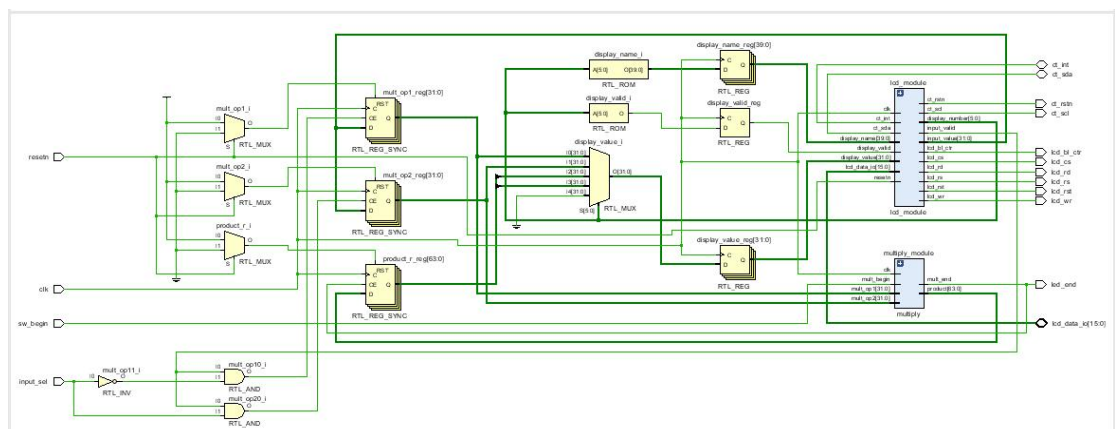 display_name_i
A[5:0] O[39:0]
RTL_ROM
display_name_reg[39:0]
C
D
Q
RTL_REG
mult_op1_reg[31:0]
RST
C
CE
D
Q
RTL_REG_SYNC
mult_op1_i
I0
I1
S
O
RTL_MUX
display_valid_i
A[5:0] O
RTL_ROM
display_valid_reg
C
D
Q
RTL_REG
display_value_i
I0[31:0]
I1[31:0]
I2[31:0]
I3[31:0]
I4[31:0]
S[5:0]
O[31:0]
RTL_MUX
resetn
mult_op2_i
I0
I1
S
O
RTL_MUX
mult_op2_reg[31:0]
RST
C
CE
D
Q
RTL_REG_SYNC
product_r_i
I0
I1
S
O
RTL_MUX
product_r_reg[63:0]
RST
C
CE
D
Q
RTL_REG_SYNC
display_value_reg[31:0]
C
D
Q
RTL_REG
lcd_module
clk
ct_int
ct_sda
display_name[39:0]
display_valid
display_value[31:0]
lcd_data_io[15:0]
resetn
ct_rstn
ct_scl
display_number[5:0]
input_valid
input_value[31:0]
lcd_bl_ctr
lcd_cs
lcd_rd
lcd_rs
lcd_rst
lcd_wr
lcd_module
ct_int
ct_sda
ct_rstn
ct_scl
lcd_bl_ctr
lcd_cs
lcd_rd
lcd_rs
lcd_rst
lcd_wr
multiply_module
clk
mult_begin
mult_op1[31:0]
mult_op2[31:0]
mult_end
product[63:0]
multiply
led_end
lcd_data_io[15:0]
clk
sw_begin
input_sel
mult_op11_i
I0
O
RTL_INV
mult_op10_i
I0
I1
O
RTL_AND
mult_op20_i
I0
I1
O
RTL_AND